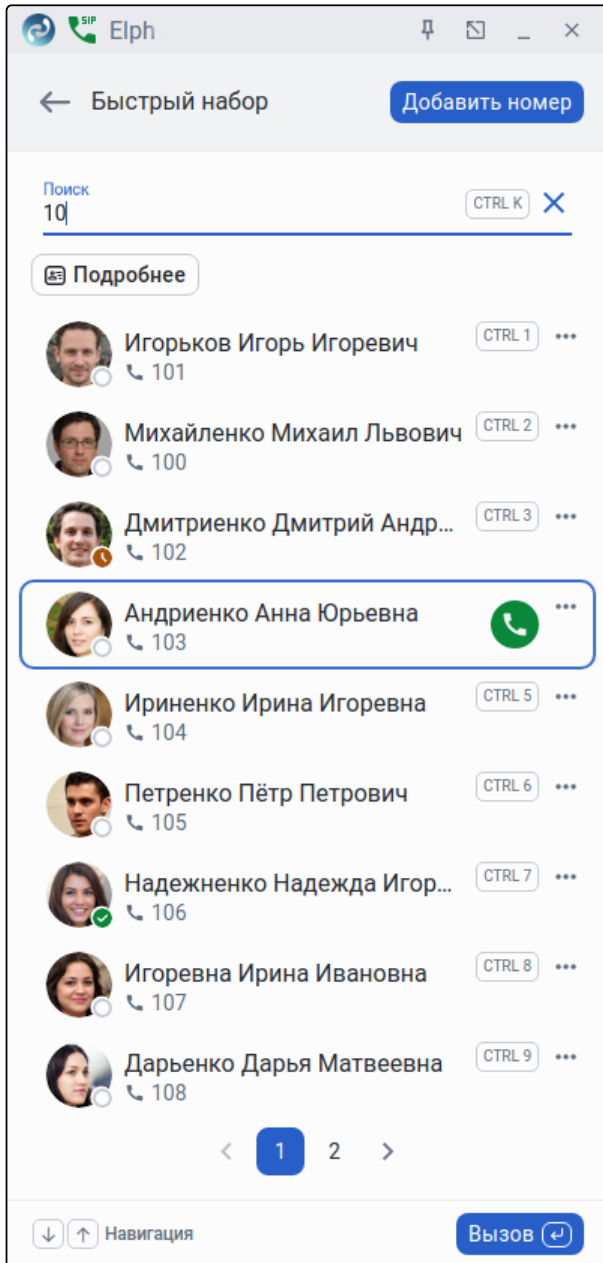 SIP
Elph
Быстрый набор
Добавить номер
Поиск
10
CTRL K
Подробнее
Игорьков Игорь Игоревич
CTRL 1
101
Михайленко Михаил Львович
CTRL 2
100
Дмитриенко Дмитрий Андр...
CTRL 3
102
Андриенко Анна Юрьевна
103
Ириненко Ирина Игоревна
CTRL 5
104
Петренко Пётр Петрович
CTRL 6
105
Надежненко Надежда Игор...
CTRL 7
106
Игоревна Ирина Ивановна
CTRL 8
107
Дарьенко Дарья Матвеевна
CTRL 9
108
1 2
Навигация
Вызов